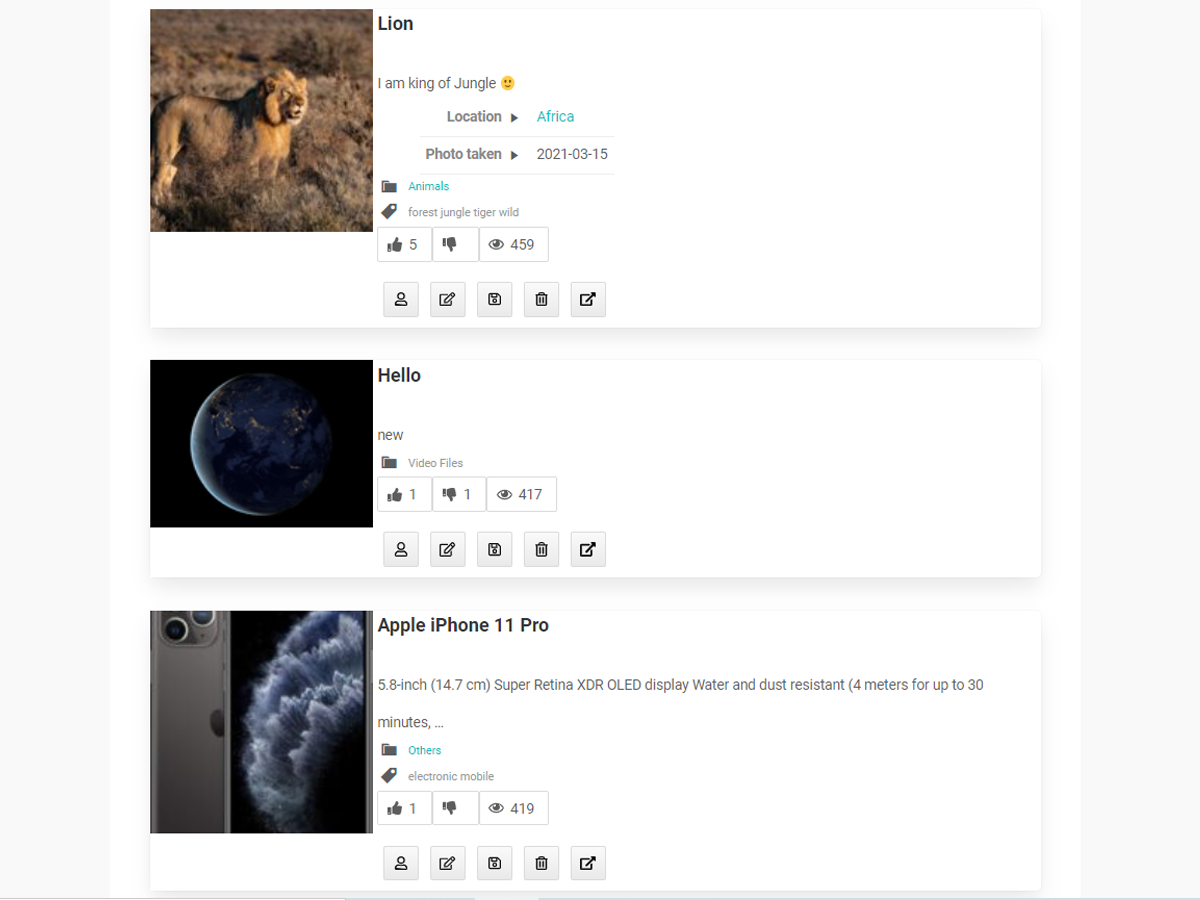 Lion
I am king of Jungle 🙂
Location ▶ Africa
Photo taken ▶ 2021-03-15
Animals
forest jungle tiger wild
5 459
Hello
new
Video Files
1 1 417
Apple iPhone 11 Pro
5.8-inch (14.7 cm) Super Retina XDR OLED display Water and dust resistant (4 meters for up to 30
minutes, ...
Others
electronic mobile
1 419